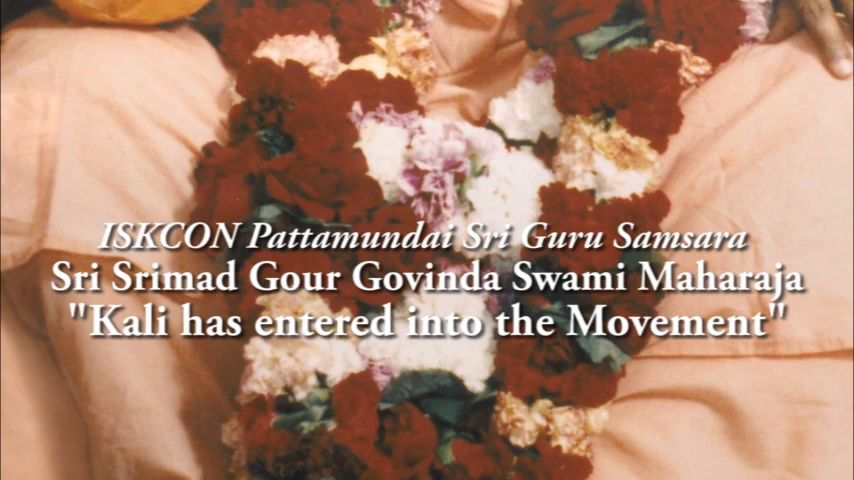 ISKCON Pattamundai Sri Guru Samsara
Sri Srimad Gour Govinda Swami Maharaja
"Kali has entered into the Movement"